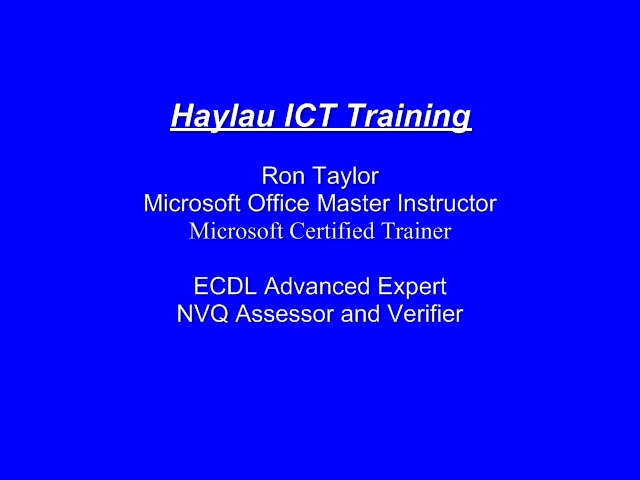 Haylau ICT Training
Ron Taylor
Microsoft Office Master Instructor
Microsoft Certified Trainer
ECDL Advanced Expert
NVQ Assessor and Verifier